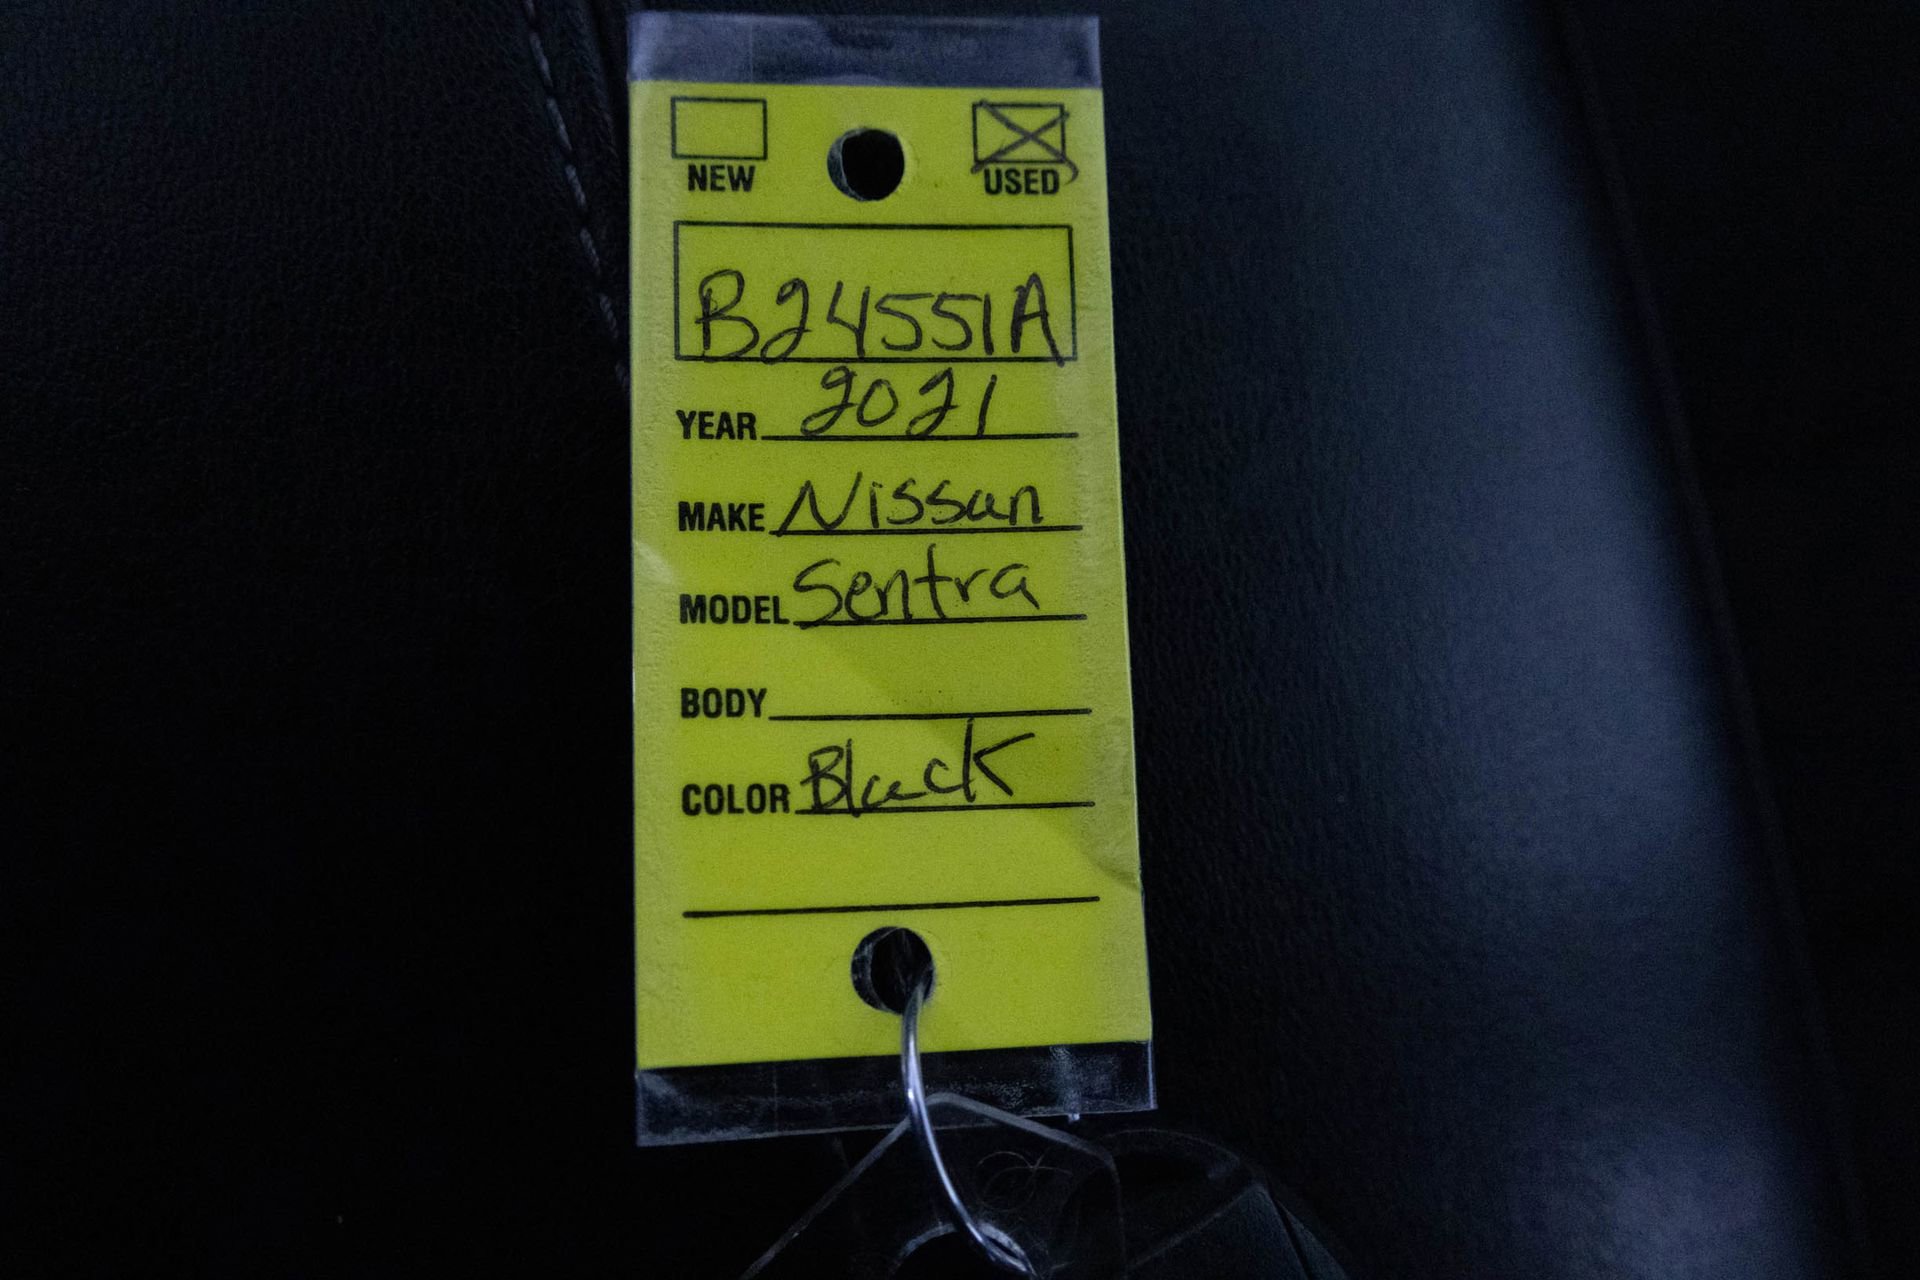 NEW USED
B24551A
YEAR 2021
MAKE Nissan
MODEL Sentra
BODY
COLOR Black